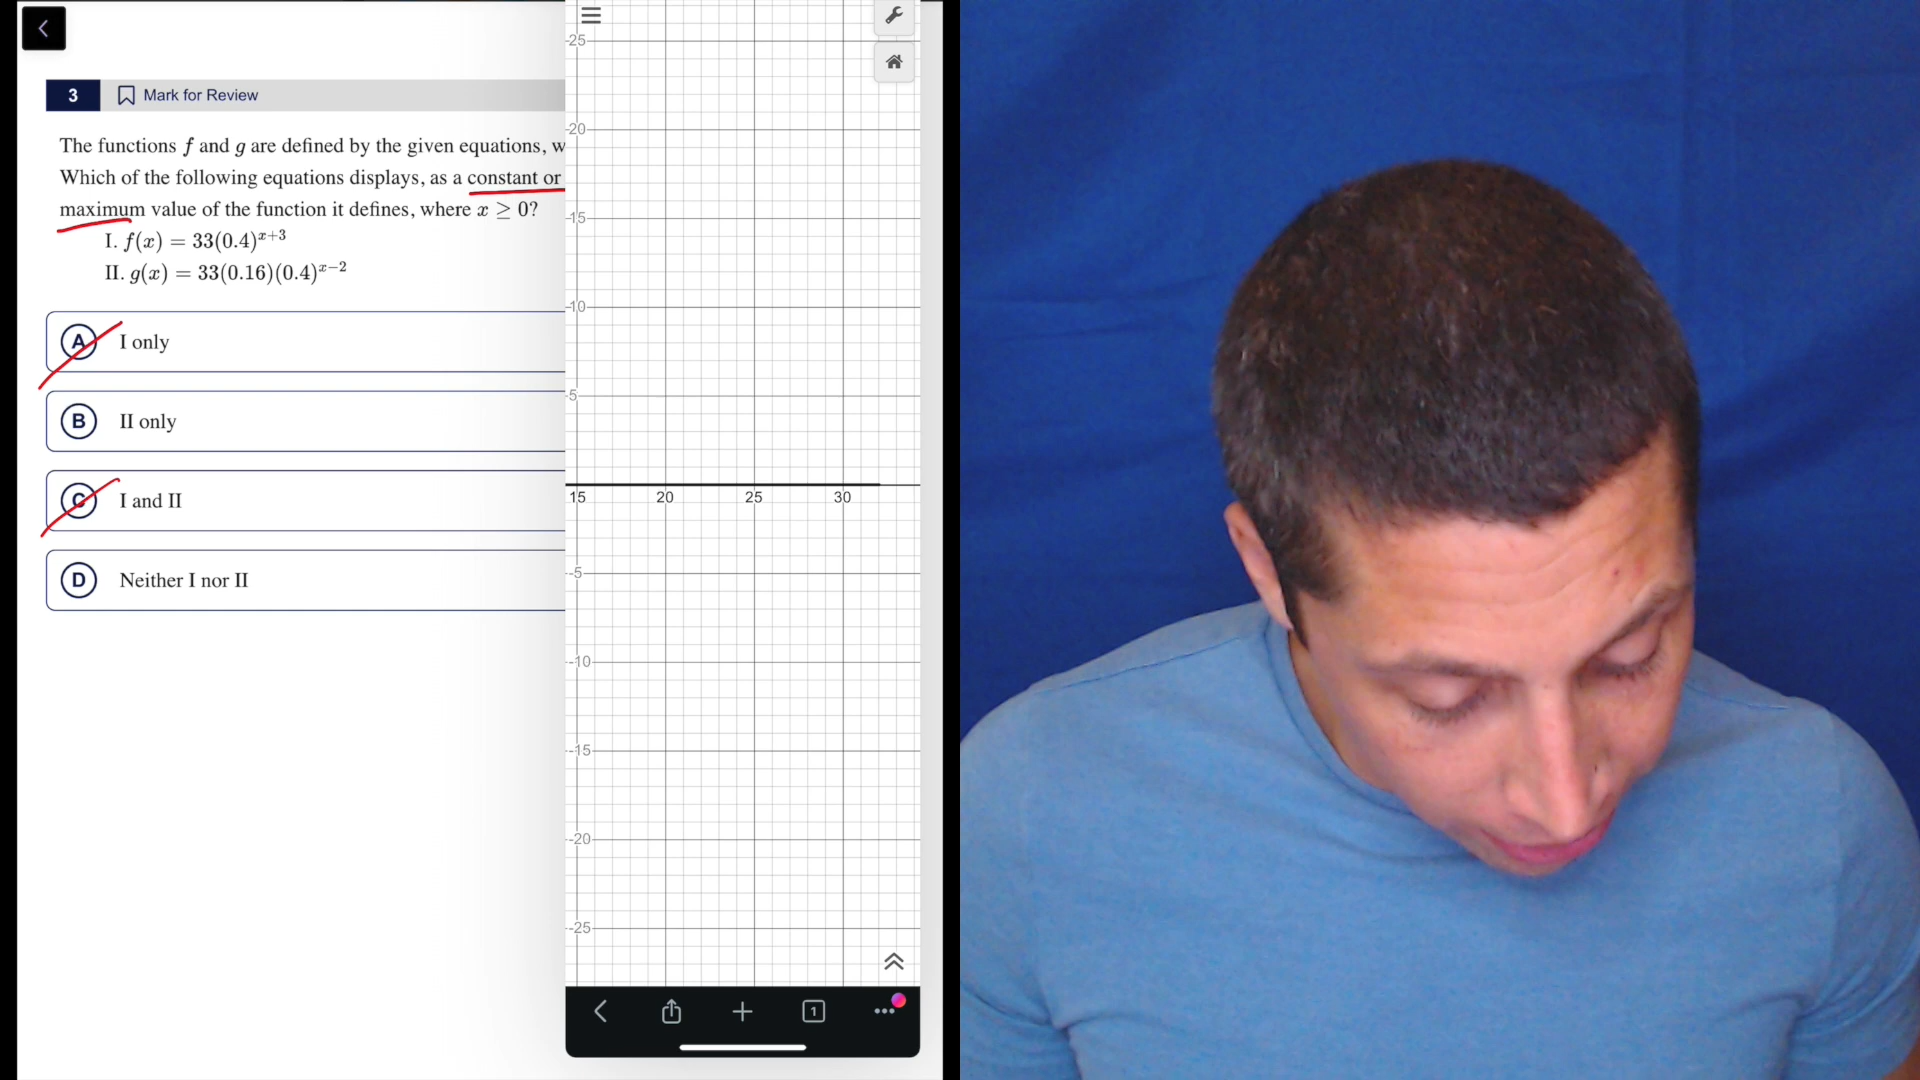 3 Mark for Review
The functions f and g are defined by the given equations, w
Which of the following equations displays, as a constant or
maximum value of the function it defines, where x ≥ 0?
I. f(x) = 33(0.4)^{x+3}
II. g(x) = 33(0.16)(0.4)^{x−2}
A I only
B II only
C I and II
D Neither I nor II
25
20
15
10
5
15 20 25 30
-5
-10
-15
-20
-25
1